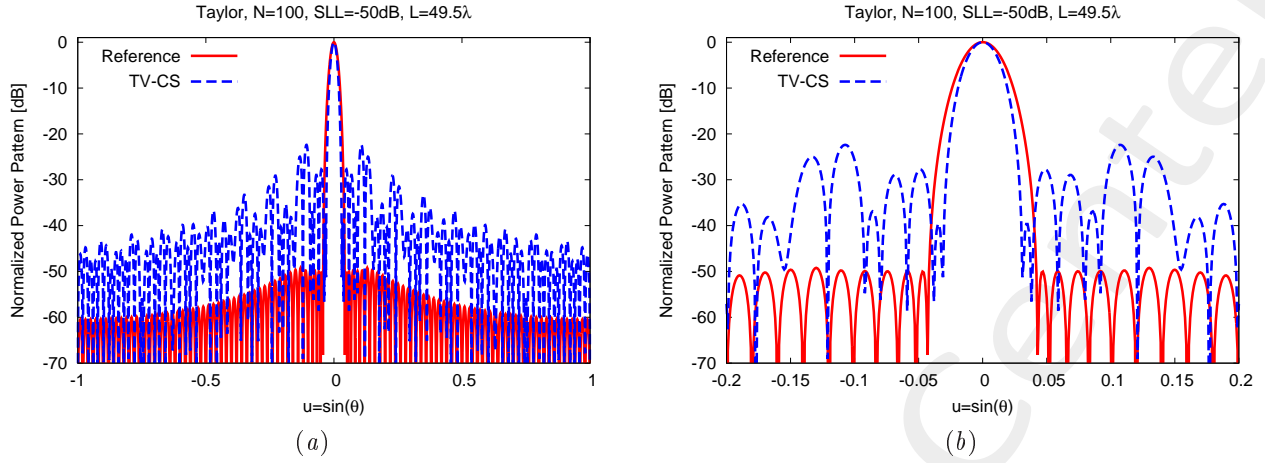 Taylor, N=100, SLL=-50dB, L=49.5λ
Normalized Power Pattern [dB]
Reference
TV-CS
0
-10
-20
-30
-40
-50
-60
-70
-1
-0.5
0
0.5
1
u=sin(θ)
(a)
Taylor, N=100, SLL=-50dB, L=49.5λ
Normalized Power Pattern [dB]
Reference
TV-CS
0
-10
-20
-30
-40
-50
-60
-70
-0.2
-0.15
-0.1
-0.05
0
0.05
0.1
0.15
0.2
u=sin(θ)
(b)
Center